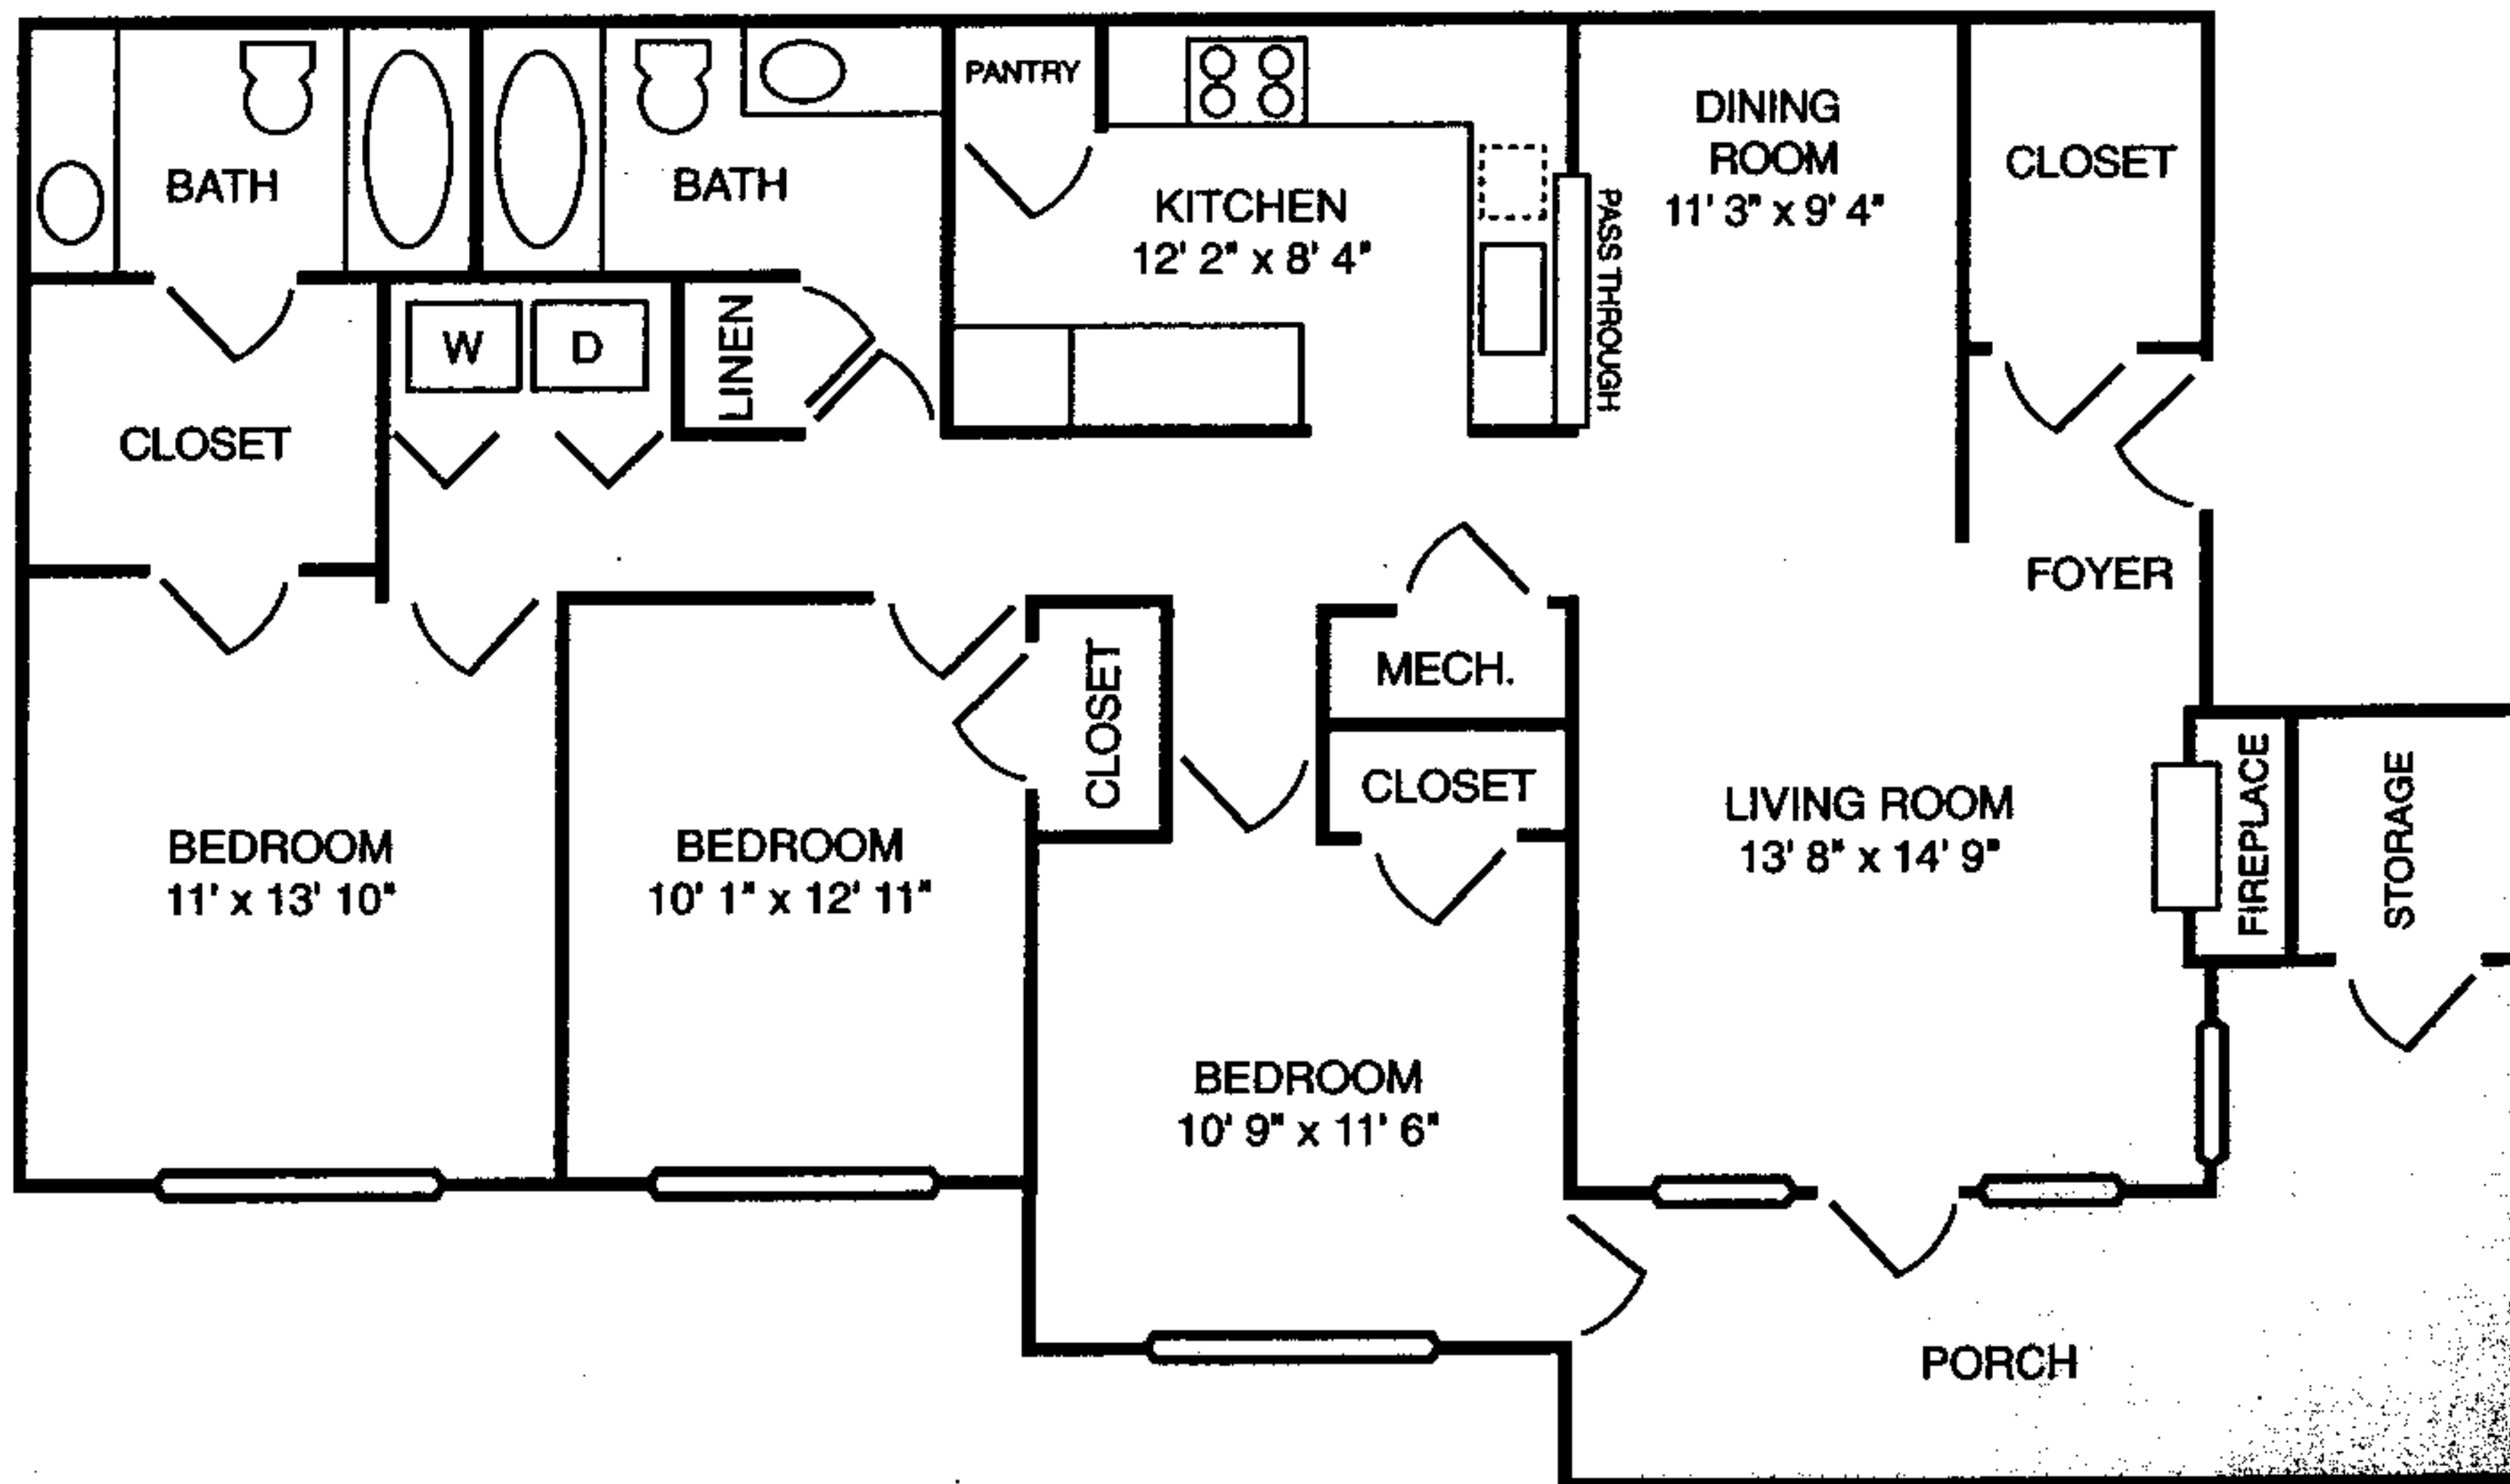 BATH
BATH
PANTRY
KITCHEN
12' 2" x 8' 4"
PASS THROUGH
DINING
ROOM
11' 3" x 9' 4"
CLOSET
W
D
LINEN
CLOSET
FOYER
CLOSET
MECH.
CLOSET
BEDROOM
11' x 13' 10"
BEDROOM
10' 1" x 12' 11"
LIVING ROOM
13' 8" x 14' 9"
FIREPLACE
STORAGE
BEDROOM
10' 9" x 11' 6"
PORCH